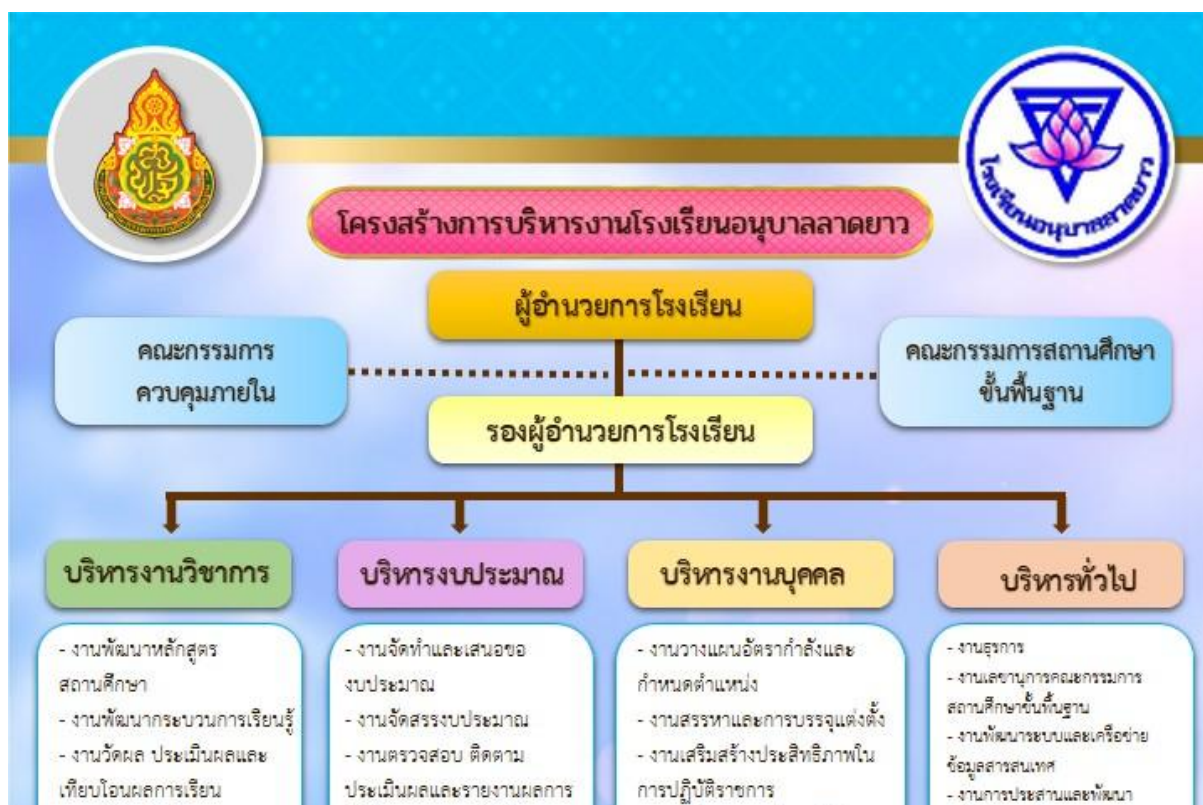 โรงเรียนอนุบาลลาดยาว
โครงสร้างการบริหารงานโรงเรียนอนุบาลลาดยาว
ผู้อำนวยการโรงเรียน
คณะกรรมการ
ควบคุมภายใน
คณะกรรมการสถานศึกษา
ขั้นพื้นฐาน
รองผู้อำนวยการโรงเรียน
บริหารงานวิชาการ
- งานพัฒนาหลักสูตร
สถานศึกษา
- งานพัฒนากระบวนการเรียนรู้
- งานวัดผล ประเมินผลและ
เทียบโอนผลการเรียน
บริหารงบประมาณ
- งานจัดทำและเสนอขอ
งบประมาณ
- งานจัดสรรงบประมาณ
- งานตรวจสอบ ติดตาม
ประเมินผลและรายงานผลการ
บริหารงานบุคคล
- งานวางแผนอัตรากำลังและ
กำหนดตำแหน่ง
- งานสรรหาและการบรรจุแต่งตั้ง
- งานเสริมสร้างประสิทธิภาพใน
การปฏิบัติราชการ
บริหารทั่วไป
- งานธุรการ
- งานเลขานุการคณะกรรมการ
สถานศึกษาขั้นพื้นฐาน
- งานพัฒนาระบบและเครือข่าย
ข้อมูลสารสนเทศ
- งานการประสานและพัฒนา